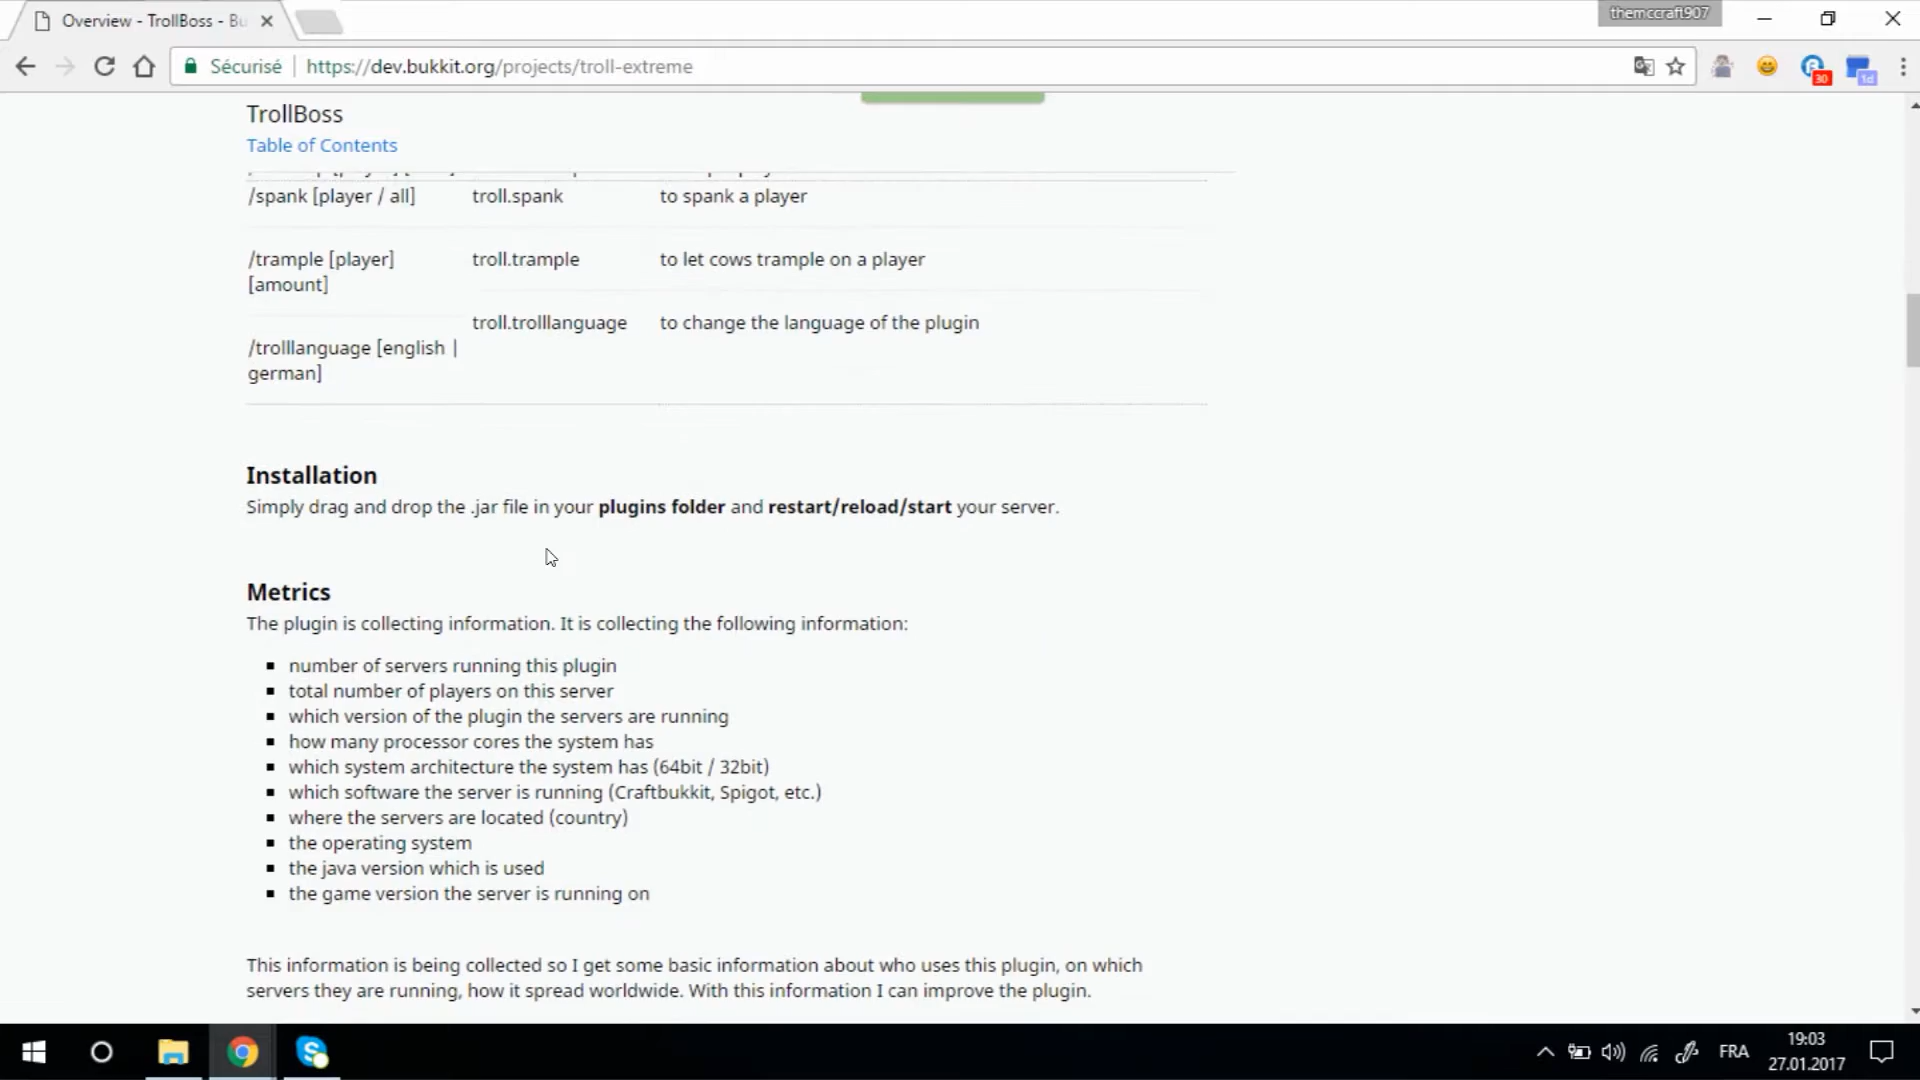 Overview - TrollBoss - Bu
themccraft907
Sécurisé
https://dev.bukkit.org/projects/troll-extreme
30
1d
TrollBoss
Table of Contents
/spank [player / all] troll.spank to spank a player
/trample [player] troll.trample to let cows trample on a player
[amount]
troll.trolllanguage to change the language of the plugin
/trolllanguage [english |
german]
Installation
Simply drag and drop the .jar file in your plugins folder and restart/reload/start your server.
Metrics
The plugin is collecting information. It is collecting the following information:
number of servers running this plugin
total number of players on this server
which version of the plugin the servers are running
how many processor cores the system has
which system architecture the system has (64bit / 32bit)
which software the server is running (Craftbukkit, Spigot, etc.)
where the servers are located (country)
the operating system
the java version which is used
the game version the server is running on
This information is being collected so I get some basic information about who uses this plugin, on which
servers they are running, how it spread worldwide. With this information I can improve the plugin.
FRA
19:03
27.01.2017